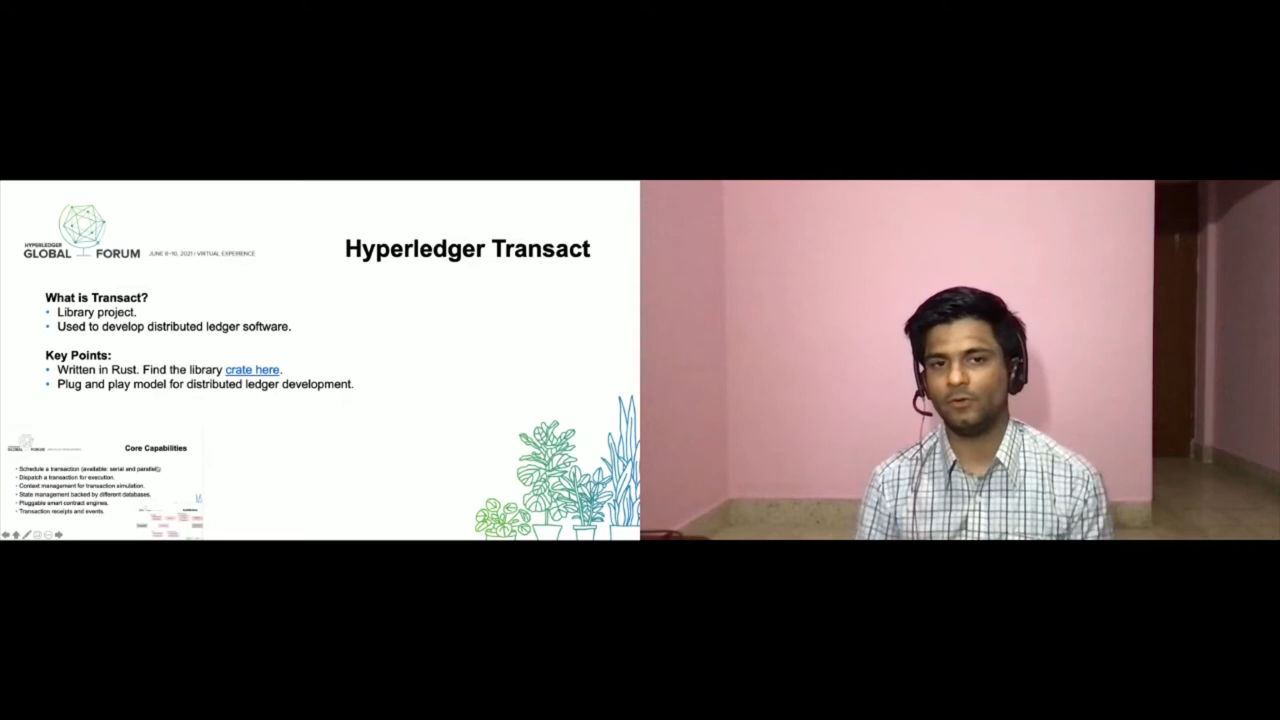 HYPERLEDGER
GLOBAL FORUM
JUNE 8-10, 2021 | VIRTUAL EXPERIENCE
Hyperledger Transact
What is Transact?
• Library project.
• Used to develop distributed ledger software.
Key Points:
• Written in Rust. Find the library crate here.
• Plug and play model for distributed ledger development.
GLOBAL FORUM
Core Capabilities
• Schedule a transaction (available: serial and parallel)
• Dispatch a transaction for execution.
• Context management for transaction simulation.
• State management backed by different databases.
• Pluggable smart contract engines.
• Transaction receipts and events.